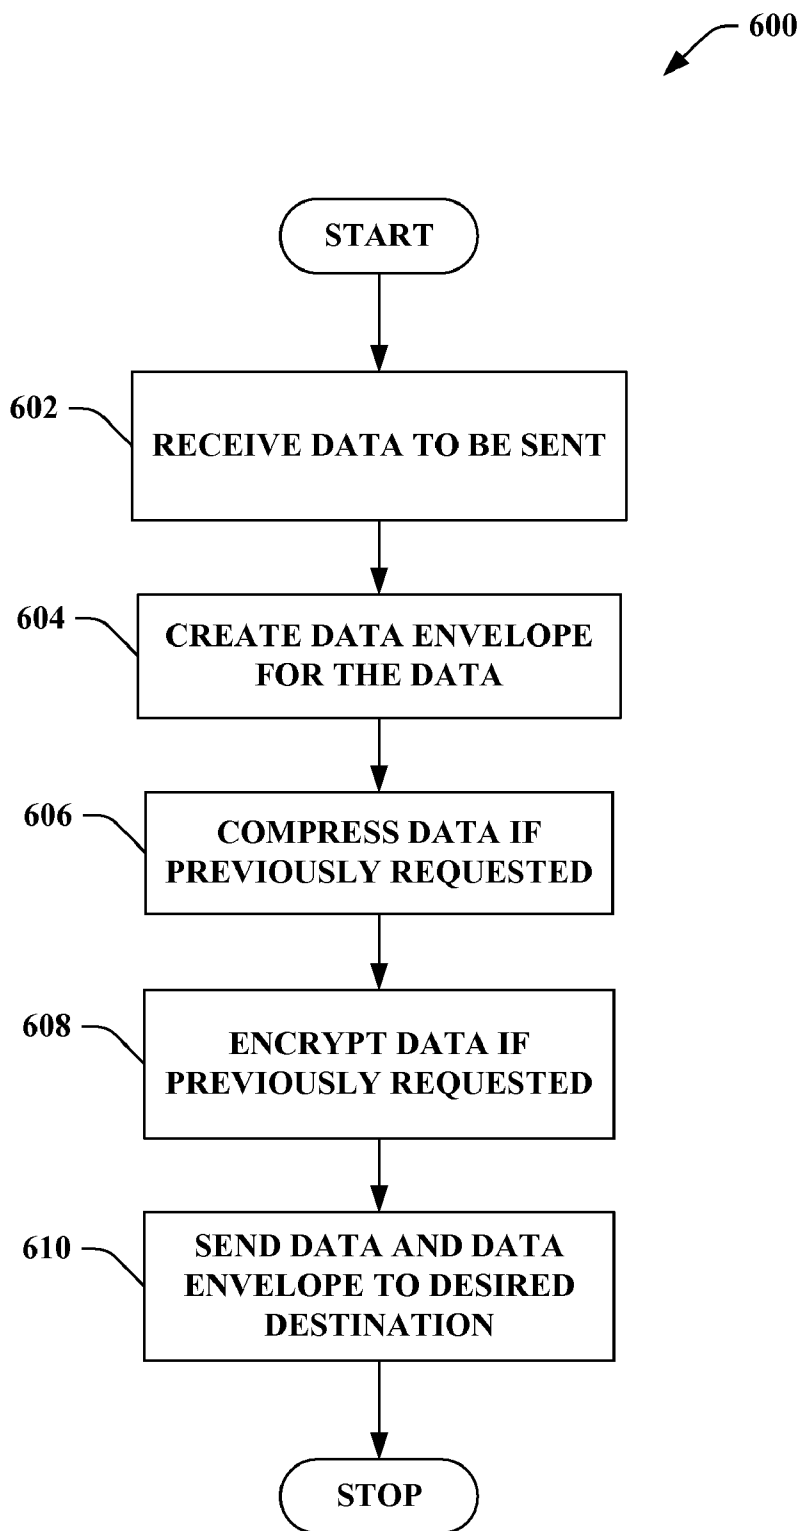 600
START
602
RECEIVE DATA TO BE SENT
604
CREATE DATA ENVELOPE
FOR THE DATA
606
COMPRESS DATA IF
PREVIOUSLY REQUESTED
608
ENCRYPT DATA IF
PREVIOUSLY REQUESTED
610
SEND DATA AND DATA
ENVELOPE TO DESIRED
DESTINATION
STOP